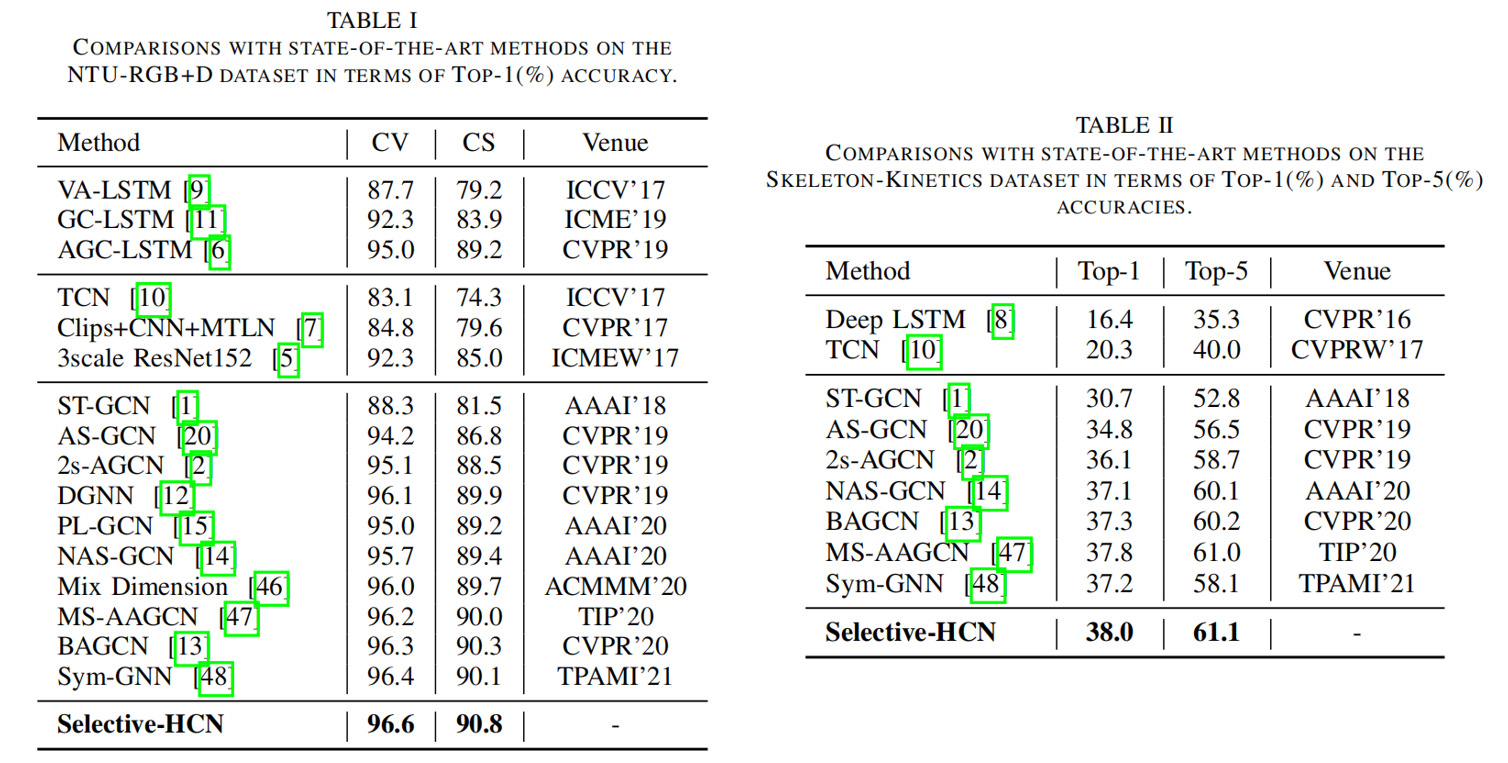 TABLE I
COMPARISONS WITH STATE-OF-THE-ART METHODS ON THE
NTU-RGB+D DATASET IN TERMS OF TOP-1(%) ACCURACY.
Method CV CS Venue
VA-LSTM [9] 87.7 79.2 ICCV'17
GC-LSTM [11] 92.3 83.9 ICME'19
AGC-LSTM [6] 95.0 89.2 CVPR'19
TCN [10] 83.1 74.3 ICCV'17
Clips+CNN+MTLN [7] 84.8 79.6 CVPR'17
3scale ResNet152 [5] 92.3 85.0 ICMEW'17
ST-GCN [1] 88.3 81.5 AAAI'18
AS-GCN [20] 94.2 86.8 CVPR'19
2s-AGCN [2] 95.1 88.5 CVPR'19
DGNN [12] 96.1 89.9 CVPR'19
PL-GCN [15] 95.0 89.2 AAAI'20
NAS-GCN [14] 95.7 89.4 AAAI'20
Mix Dimension [46] 96.0 89.7 ACMMM'20
MS-AAGCN [47] 96.2 90.0 TIP'20
BAGCN [13] 96.3 90.3 CVPR'20
Sym-GNN [48] 96.4 90.1 TPAMI'21
Selective-HCN 96.6 90.8 -
TABLE II
COMPARISONS WITH STATE-OF-THE-ART METHODS ON THE
SKELETON-KINETICS DATASET IN TERMS OF TOP-1(%) AND TOP-5(%)
ACCURACIES.
Method Top-1 Top-5 Venue
Deep LSTM [8] 16.4 35.3 CVPR'16
TCN [10] 20.3 40.0 CVPRW'17
ST-GCN [1] 30.7 52.8 AAAI'18
AS-GCN [20] 34.8 56.5 CVPR'19
2s-AGCN [2] 36.1 58.7 CVPR'19
NAS-GCN [14] 37.1 60.1 AAAI'20
BAGCN [13] 37.3 60.2 CVPR'20
MS-AAGCN [47] 37.8 61.0 TIP'20
Sym-GNN [48] 37.2 58.1 TPAMI'21
Selective-HCN 38.0 61.1 -